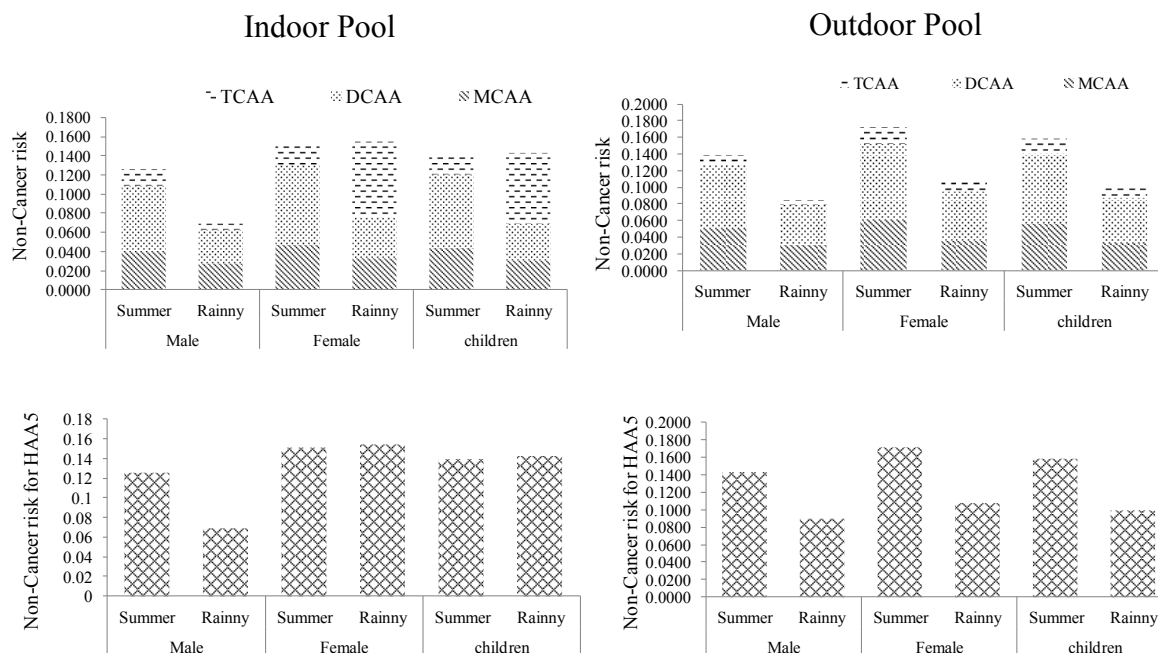 Indoor Pool
TCAA DCAA MCAA
Non-Cancer risk
0.1800
0.1600
0.1400
0.1200
0.1000
0.0800
0.0600
0.0400
0.0200
0.0000
Summer Rainny Summer Rainny Summer Rainny
Male Female children
Outdoor Pool
TCAA DCAA MCAA
Non-Cancer risk
0.2000
0.1800
0.1600
0.1400
0.1200
0.1000
0.0800
0.0600
0.0400
0.0200
0.0000
Summer Rainny Summer Rainny Summer Rainny
Male Female children
Non-Cancer risk for HAA5
0.18
0.16
0.14
0.12
0.1
0.08
0.06
0.04
0.02
0
Summer Rainny Summer Rainny Summer Rainny
Male Female children
Non-Cancer risk for HAA5
0.2000
0.1800
0.1600
0.1400
0.1200
0.1000
0.0800
0.0600
0.0400
0.0200
0.0000
Summer Rainny Summer Rainny Summer Rainny
Male Female children